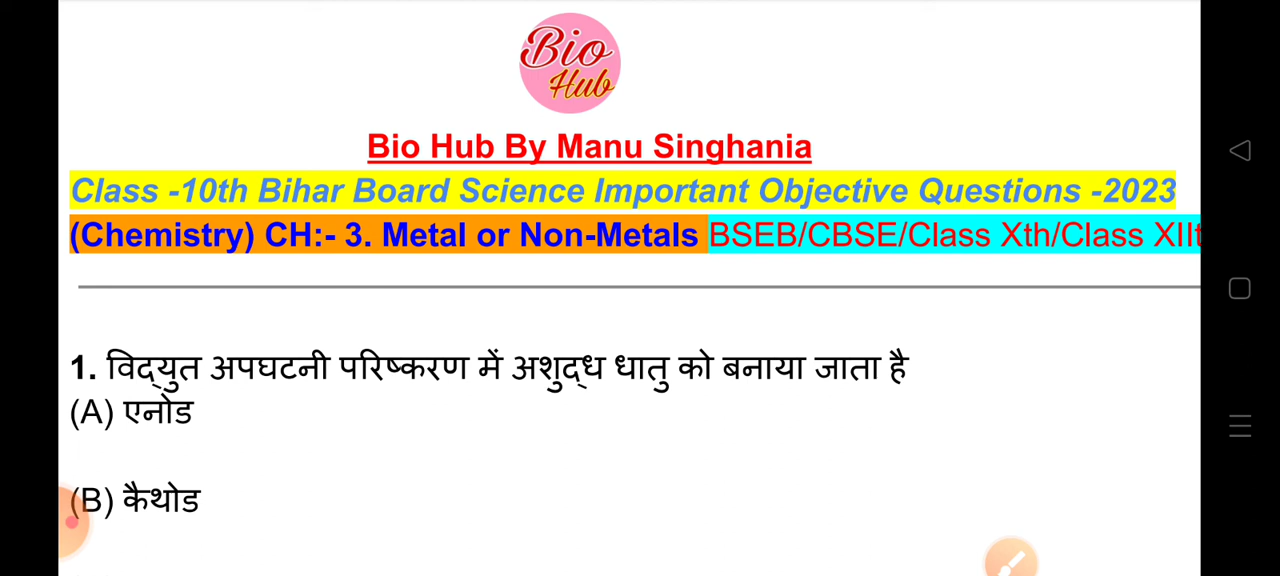 Bio
Hub
Bio Hub By Manu Singhania
Class -10th Bihar Board Science Important Objective Questions -2023
(Chemistry) CH:- 3. Metal or Non-Metals BSEB/CBSE/Class Xth/Class XIIt
1. विद्युत अपघटनी परिष्करण में अशुद्ध धातु को बनाया जाता है
(A) एनोड
(B) कैथोड